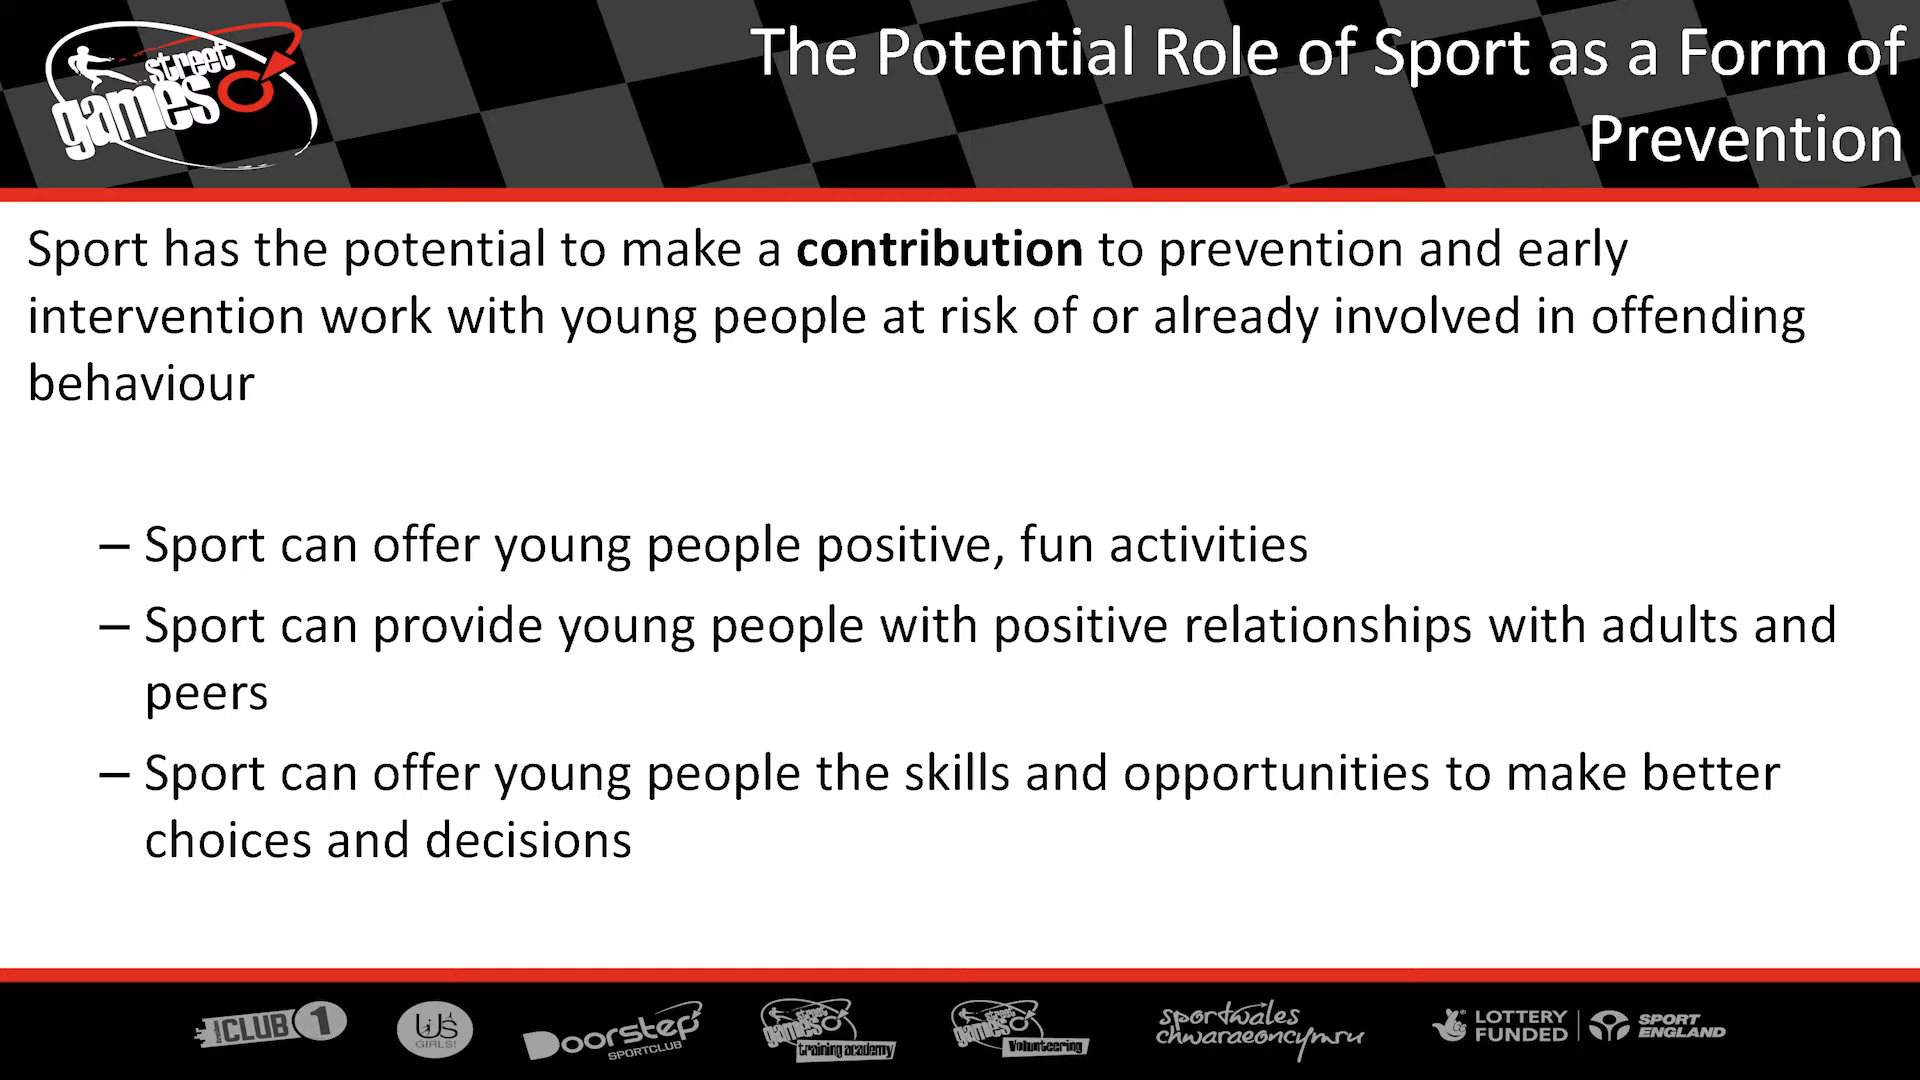 street
games
The Potential Role of Sport as a Form of
Prevention
Sport has the potential to make a contribution to prevention and early
intervention work with young people at risk of or already involved in offending
behaviour
– Sport can offer young people positive, fun activities
– Sport can provide young people with positive relationships with adults and
peers
– Sport can offer young people the skills and opportunities to make better
choices and decisions
CLUB 1
US
GIRLS!
Doorstep
SPORTCLUB
street
games
training academy
street
games
Volunteering
sportwales
chwaraeoncymru
LOTTERY
FUNDED
SPORT
ENGLAND